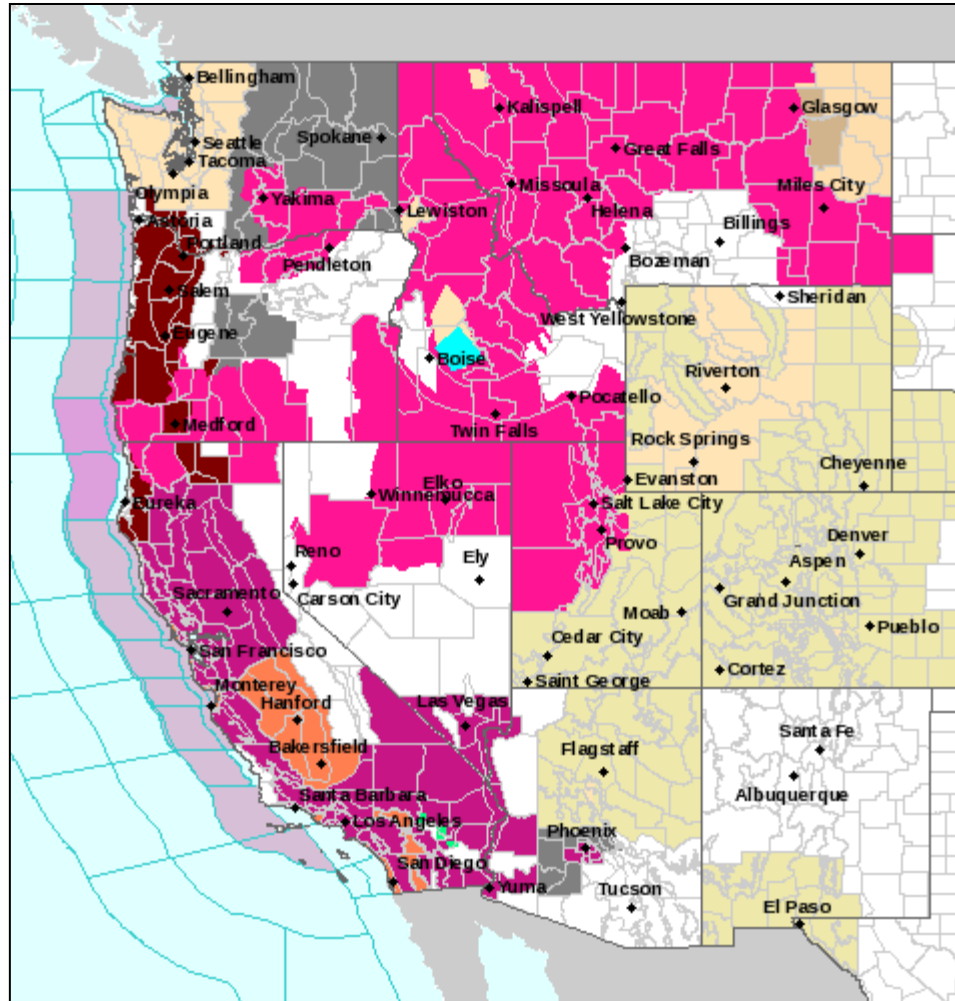 Bellingham
Seattle
Spokane
Kalispell
Glasgow
Tacoma
Great Falls
Olympia
Yakima
Missoula
Miles City
Astoria
Lewiston
Helena
Billings
Portland
Pendleton
Bozeman
Salem
Sheridan
West Yellowstone
Eugene
Boise
Riverton
Pocatello
Medford
Twin Falls
Rock Springs
Cheyenne
Elko
Evanston
Eureka
Winnemucca
Salt Lake City
Provo
Denver
Reno
Ely
Aspen
Sacramento
Carson City
Moab
Grand Junction
Pueblo
San Francisco
Cedar City
Cortez
Monterey
Saint George
Hanford
Las Vegas
Santa Fe
Bakersfield
Flagstaff
Albuquerque
Santa Barbara
Los Angeles
Phoenix
San Diego
Yuma
Tucson
El Paso